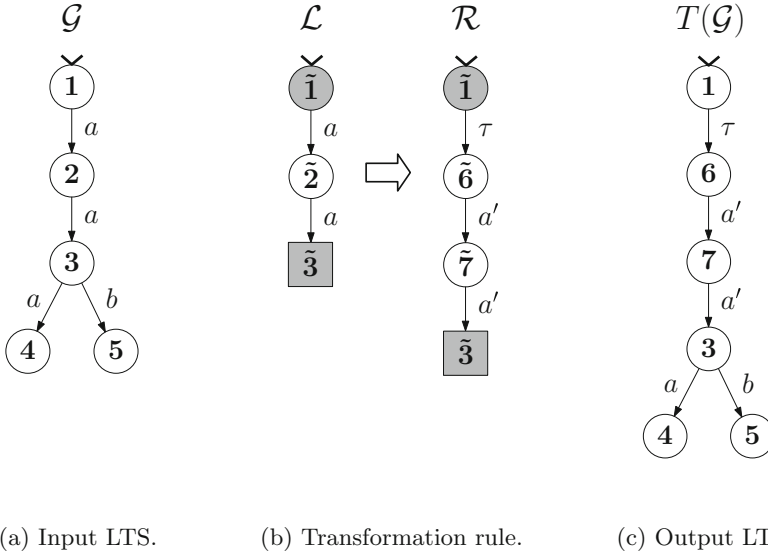 𝒢 ℒ ℛ T(𝒢)
1 1̃ 1̃ 1
a a τ τ
2 2̃ 6̃ 6
a a a′ a′
3 3̃ 7̃ 7
a b a′ a′
4 5 3̃ 3
a b
4 5
(a) Input LTS. (b) Transformation rule. (c) Output LT